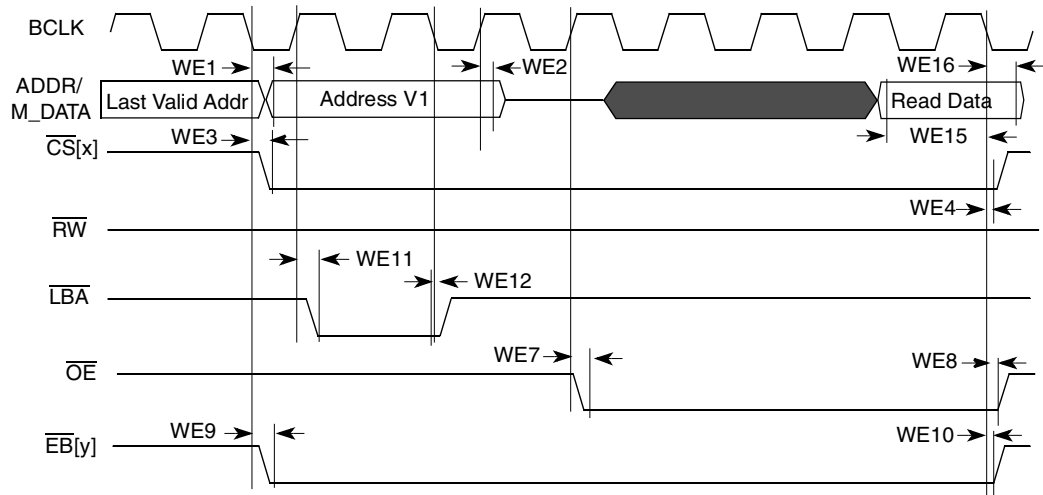 BCLK
WE1
WE2
WE16
ADDR/
M_DATA
Last Valid Addr
Address V1
Read Data
WE3
WE15
CS[x]
WE4
RW
WE11
WE12
LBA
WE7
WE8
OE
WE9
WE10
EB[y]